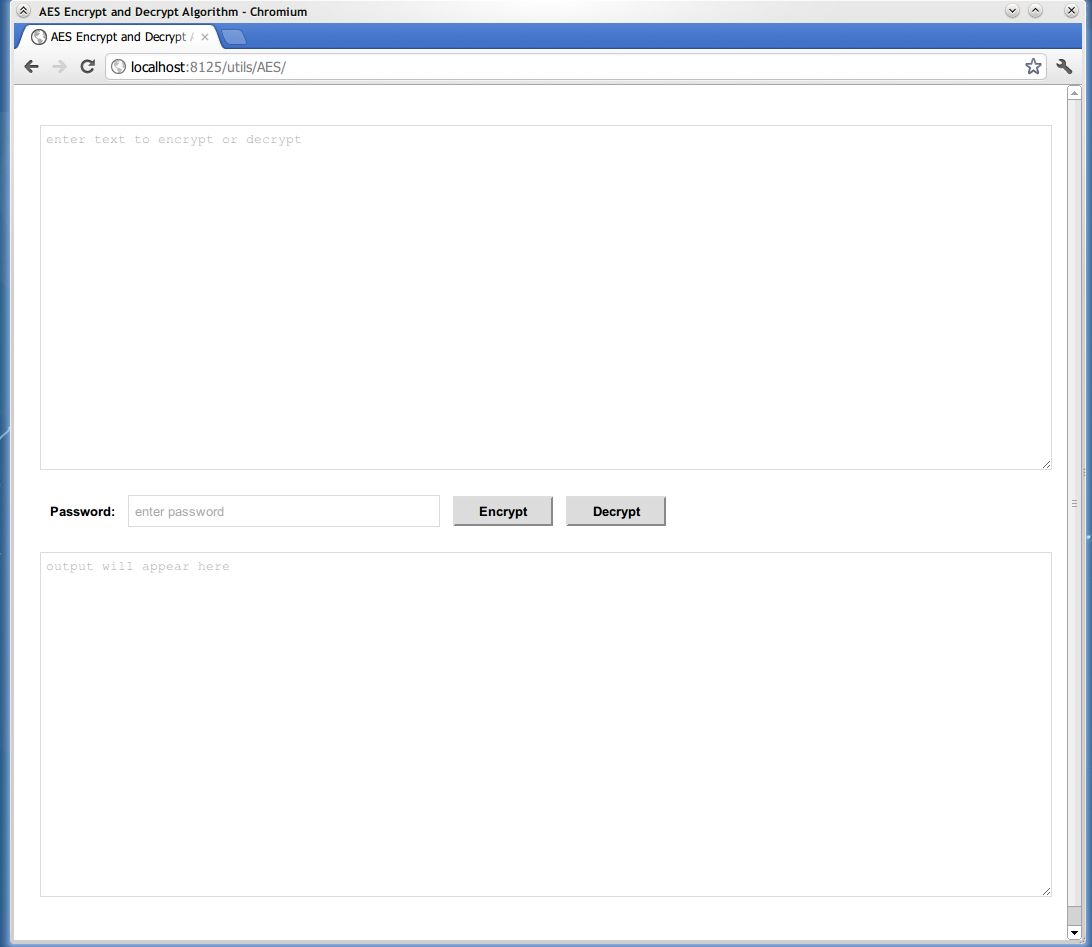 AES Encrypt and Decrypt Algorithm - Chromium
AES Encrypt and Decrypt
localhost:8125/utils/AES/
enter text to encrypt or decrypt
Password: enter password Encrypt Decrypt
output will appear here